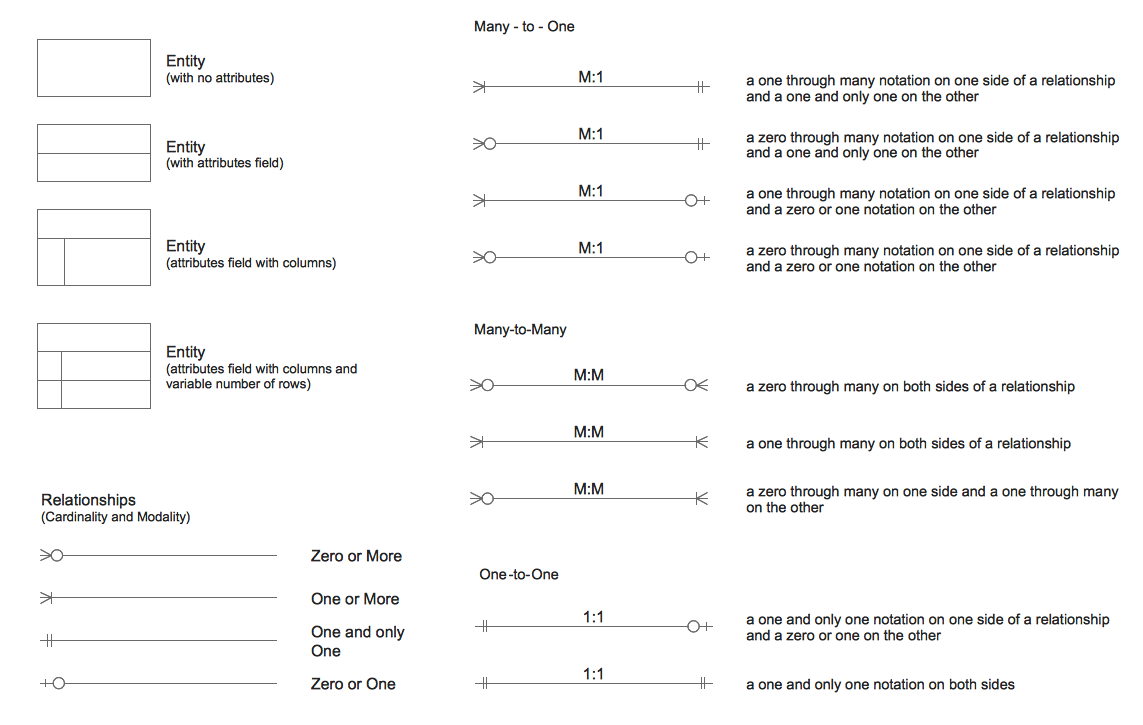 Entity
(with no attributes)
Entity
(with attributes field)
Entity
(attributes field with columns)
Entity
(attributes field with columns and
variable number of rows)
Relationships
(Cardinality and Modality)
Zero or More
One or More
One and only
One
Zero or One
Many - to - One
M:1
a one through many notation on one side of a relationship
and a one and only one on the other
M:1
a zero through many notation on one side of a relationship
and a one and only one on the other
M:1
a one through many notation on one side of a relationship
and a zero or one notation on the other
M:1
a zero through many notation on one side of a relationship
and a zero or one notation on the other
Many-to-Many
M:M
a zero through many on both sides of a relationship
M:M
a one through many on both sides of a relationship
M:M
a zero through many on one side and a one through many
on the other
One-to-One
1:1
a one and only one notation on one side of a relationship
and a zero or one on the other
1:1
a one and only one notation on both sides